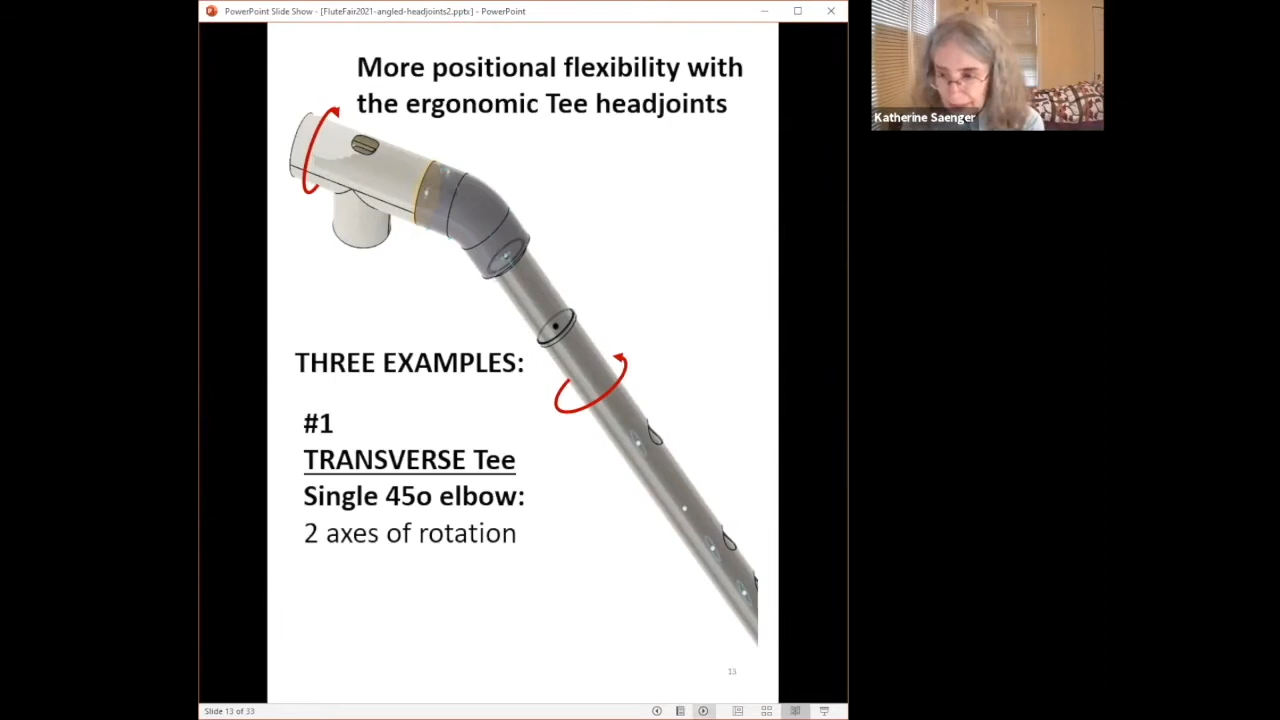 PowerPoint Slide Show - [FluteFair2021-angled-headjoints2.pptx] - PowerPoint
More positional flexibility with
the ergonomic Tee headjoints
Katherine Saenger
THREE EXAMPLES:
#1
TRANSVERSE Tee
Single 45o elbow:
2 axes of rotation
13
Slide 13 of 33